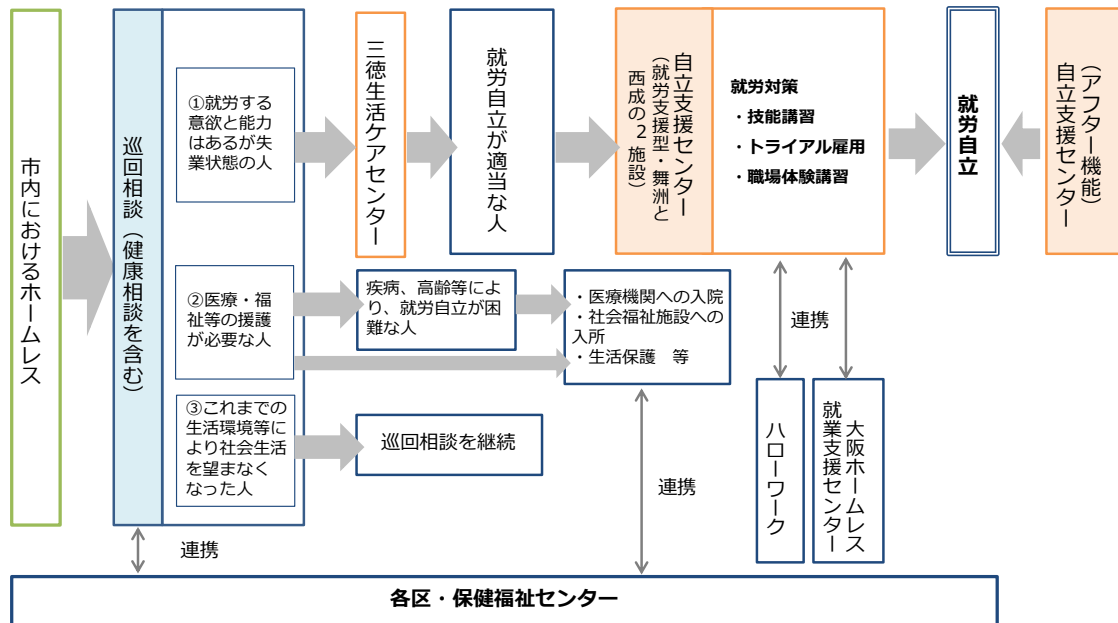 市内におけるホームレス
巡回相談（健康相談を含む）
①就労する
意欲と能力
はあるが失
業状態の人
②医療・福
祉等の援護
が必要な人
③これまでの
生活環境等
により社会生活
を望まなく
なった人
三徳生活ケアセンター
就労自立が適当な人
自立支援センター
（就労支援型・舞洲と
西成の２施設）
就労対策
・技能講習
・トライアル雇用
・職場体験講習
就労自立
（アフター機能）
自立支援センター
疾病、高齢等によ
り、就労自立が困
難な人
・医療機関への入院
・社会福祉施設への
入所
・生活保護　等
巡回相談を継続
連携
ハローワーク
大阪ホームレス
就業支援センター
連携
連携
各区・保健福祉センター